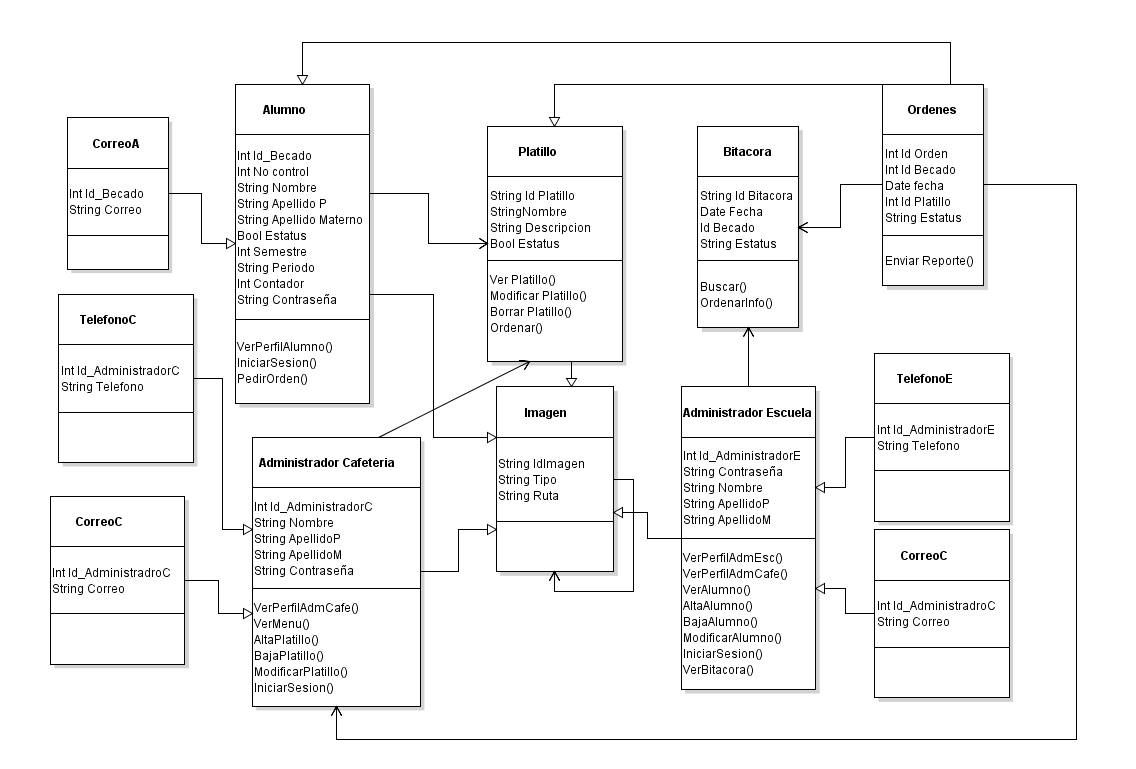 CorreoA
Int Id_Becado
String Correo
Alumno
Int Id_Becado
Int No control
String Nombre
String Apellido P
String Apellido Materno
Bool Estatus
Int Semestre
String Periodo
Int Contador
String Contraseña
VerPerfilAlumno()
IniciarSesion()
PedirOrden()
Platillo
String Id Platillo
StringNombre
String Descripcion
Bool Estatus
Ver Platillo()
Modificar Platillo()
Borrar Platillo()
Ordenar()
Bitacora
String Id Bitacora
Date Fecha
Id Becado
String Estatus
Buscar()
OrdenarInfo()
Ordenes
Int Id Orden
Int Id Becado
Date fecha
Int Id Platillo
String Estatus
Enviar Reporte()
TelefonoC
Int Id_AdministradorC
String Telefono
CorreoC
Int Id_AdministradroC
String Correo
Administrador Cafeteria
Int Id_AdministradorC
String Nombre
String ApellidoP
String ApellidoM
String Contraseña
VerPerfilAdmCafe()
VerMenu()
AltaPlatillo()
BajaPlatillo()
ModificarPlatillo()
IniciarSesion()
Imagen
String IdImagen
String Tipo
String Ruta
Administrador Escuela
Int Id_AdministradorE
String Contraseña
String Nombre
String ApellidoP
String ApellidoM
VerPerfilAdmEsc()
VerPerfilAdmCafe()
VerAlumno()
AltaAlumno()
BajaAlumno()
ModificarAlumno()
IniciarSesion()
VerBitacora()
TelefonoE
Int Id_AdministradorE
String Telefono
CorreoC
Int Id_AdministradroC
String Correo